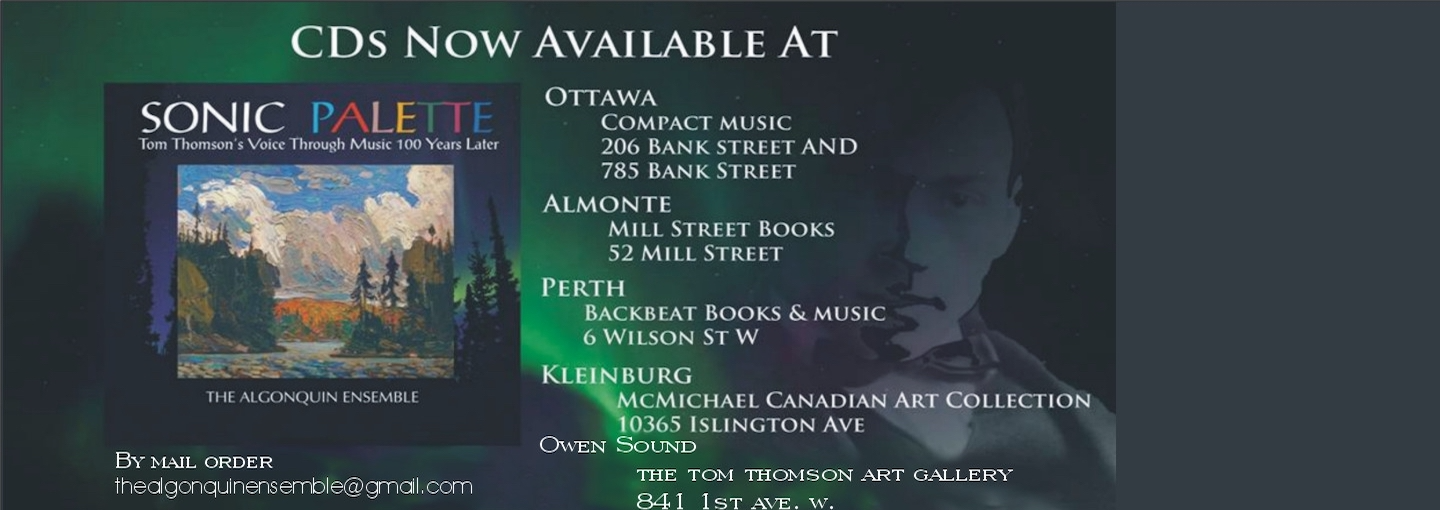 CDs Now Available At
SONIC PALETTE
Tom Thomson's Voice Through Music 100 Years Later
THE ALGONQUIN ENSEMBLE
By mail order
thealgonquinensemble@gmail.com
Ottawa
Compact music
206 Bank street AND
785 Bank Street
Almonte
Mill Street Books
52 Mill Street
Perth
Backbeat Books & music
6 Wilson St W
Kleinburg
McMichael Canadian Art Collection
10365 Islington Ave
Owen Sound
the tom thomson art gallery
841 1st ave. w.